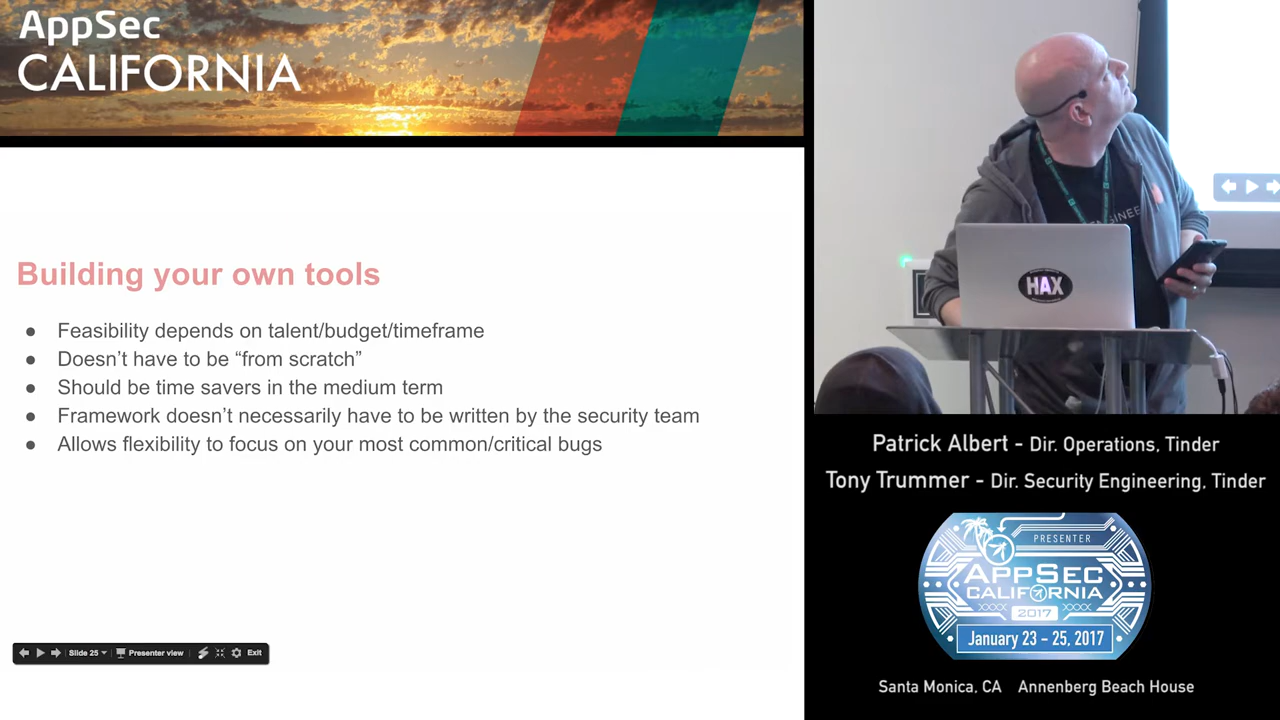 AppSec
CALIFORNIA
Building your own tools
● Feasibility depends on talent/budget/timeframe
● Doesn’t have to be “from scratch”
● Should be time savers in the medium term
● Framework doesn’t necessarily have to be written by the security team
● Allows flexibility to focus on your most common/critical bugs
Slide 25
Presenter view
Exit
HAX
Patrick Albert - Dir. Operations, Tinder
Tony Trummer - Dir. Security Engineering, Tinder
PRESENTER
APPSEC
CALIFORNIA
2017
January 23 - 25, 2017
Santa Monica, CA Annenberg Beach House